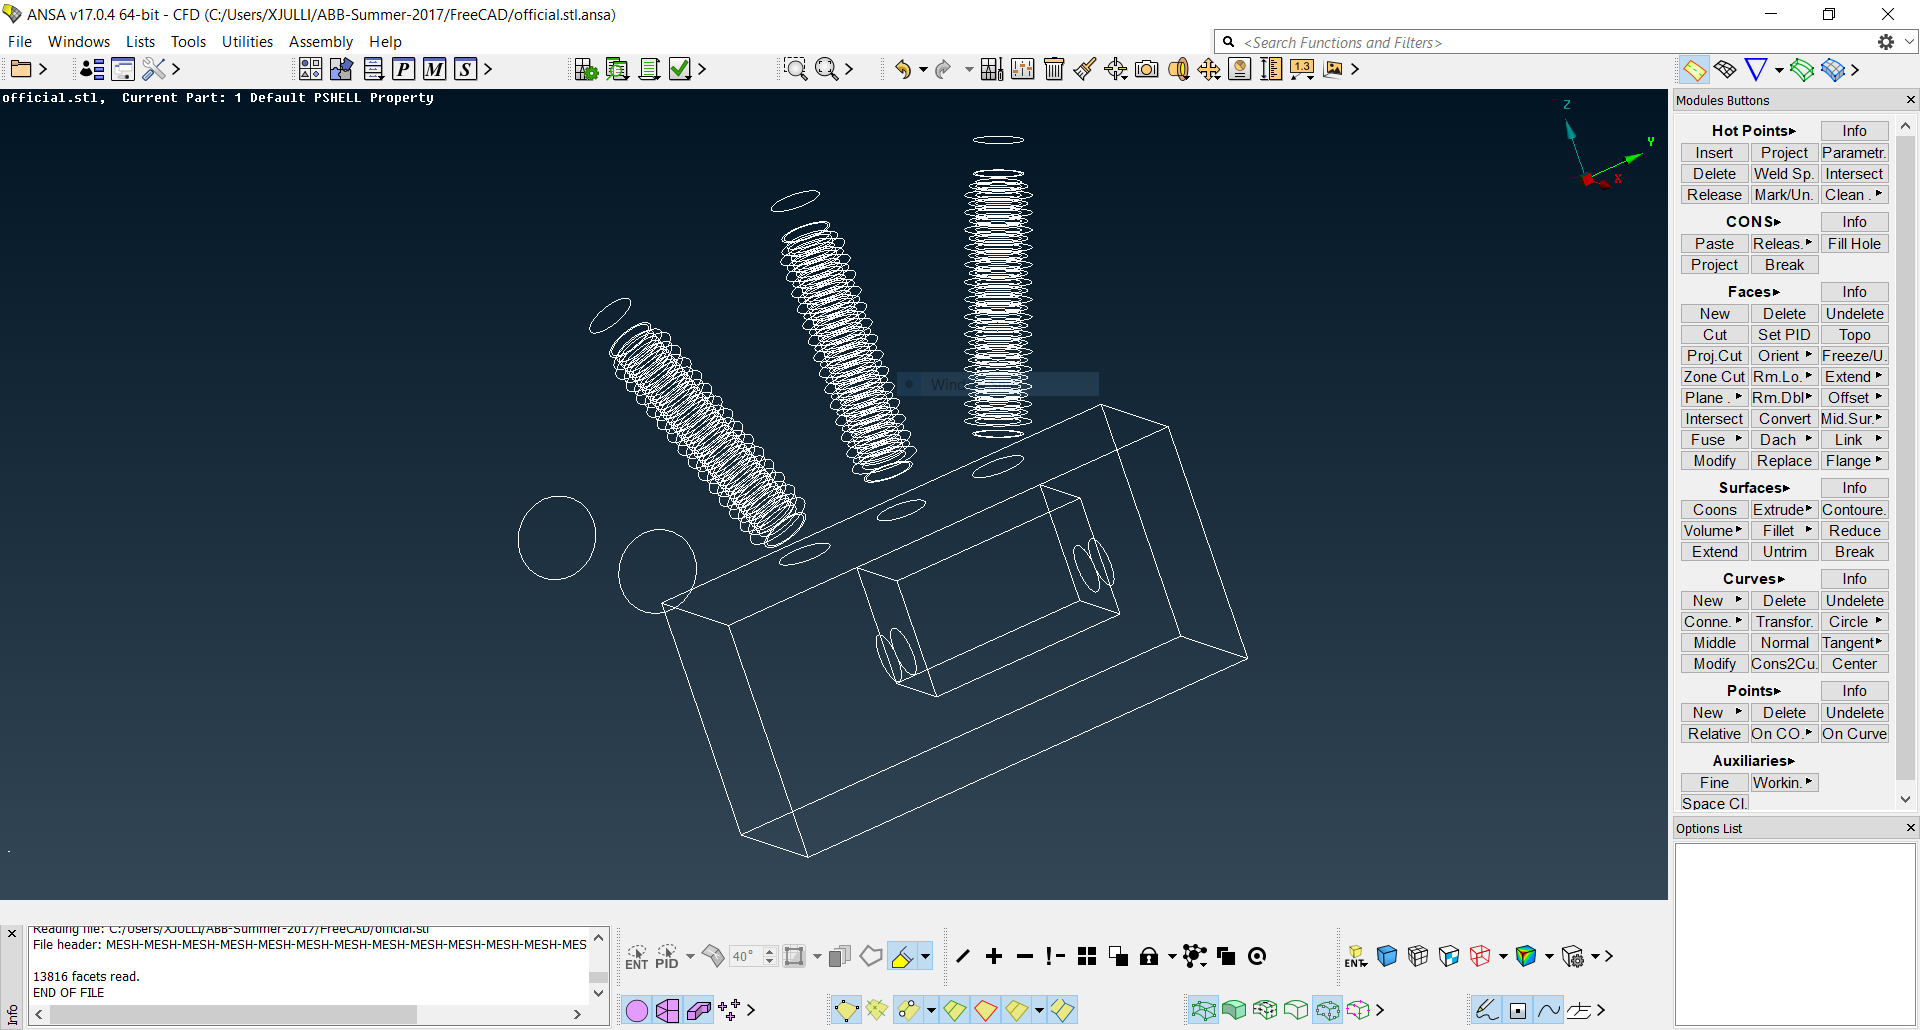 ANSA v17.0.4 64-bit - CFD (C:/Users/XJULLI/ABB-Summer-2017/FreeCAD/official.stl.ansa)
File Windows Lists Tools Utilities Assembly Help
<Search Functions and Filters>
P M S
1.3
official.stl, Current Part: 1 Default PSHELL Property
Z
Y
X
Modules Buttons
Hot Points Info
Insert Project Parametr.
Delete Weld Sp. Intersect
Release Mark/Un. Clean .
CONS Info
Paste Releas. Fill Hole
Project Break
Faces Info
New Delete Undelete
Cut Set PID Topo
Proj.Cut Orient Freeze/U.
Zone Cut Rm.Lo. Extend
Plane . Rm.Dbl Offset
Intersect Convert Mid.Sur.
Fuse Dach Link
Modify Replace Flange
Surfaces Info
Coons Extrude Contoure.
Volume Fillet Reduce
Extend Untrim Break
Curves Info
New Delete Undelete
Conne. Transfor. Circle
Middle Normal Tangent
Modify Cons2Cu. Center
Points Info
New Delete Undelete
Relative On CO. On Curve
Auxiliaries
Fine Workin.
Space Cl.
Options List
Reading file: C:/Users/XJULLI/ABB-Summer-2017/FreeCAD/official.stl
File header: MESH-MESH-MESH-MESH-MESH-MESH-MESH-MESH-MESH-MESH-MESH-MESH-MES
13816 facets read.
END OF FILE
Info
ENT PID 40°
ENT